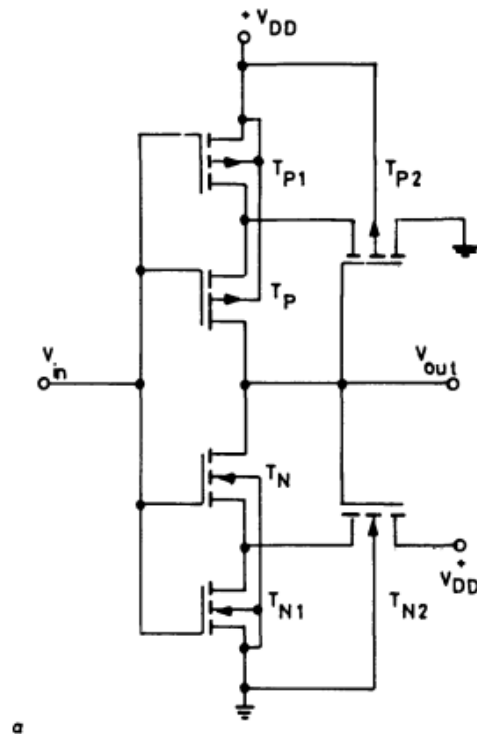 + VDD
TP1
TP2
TP
Vin
Vout
TN
+
VDD
TN1
TN2
a